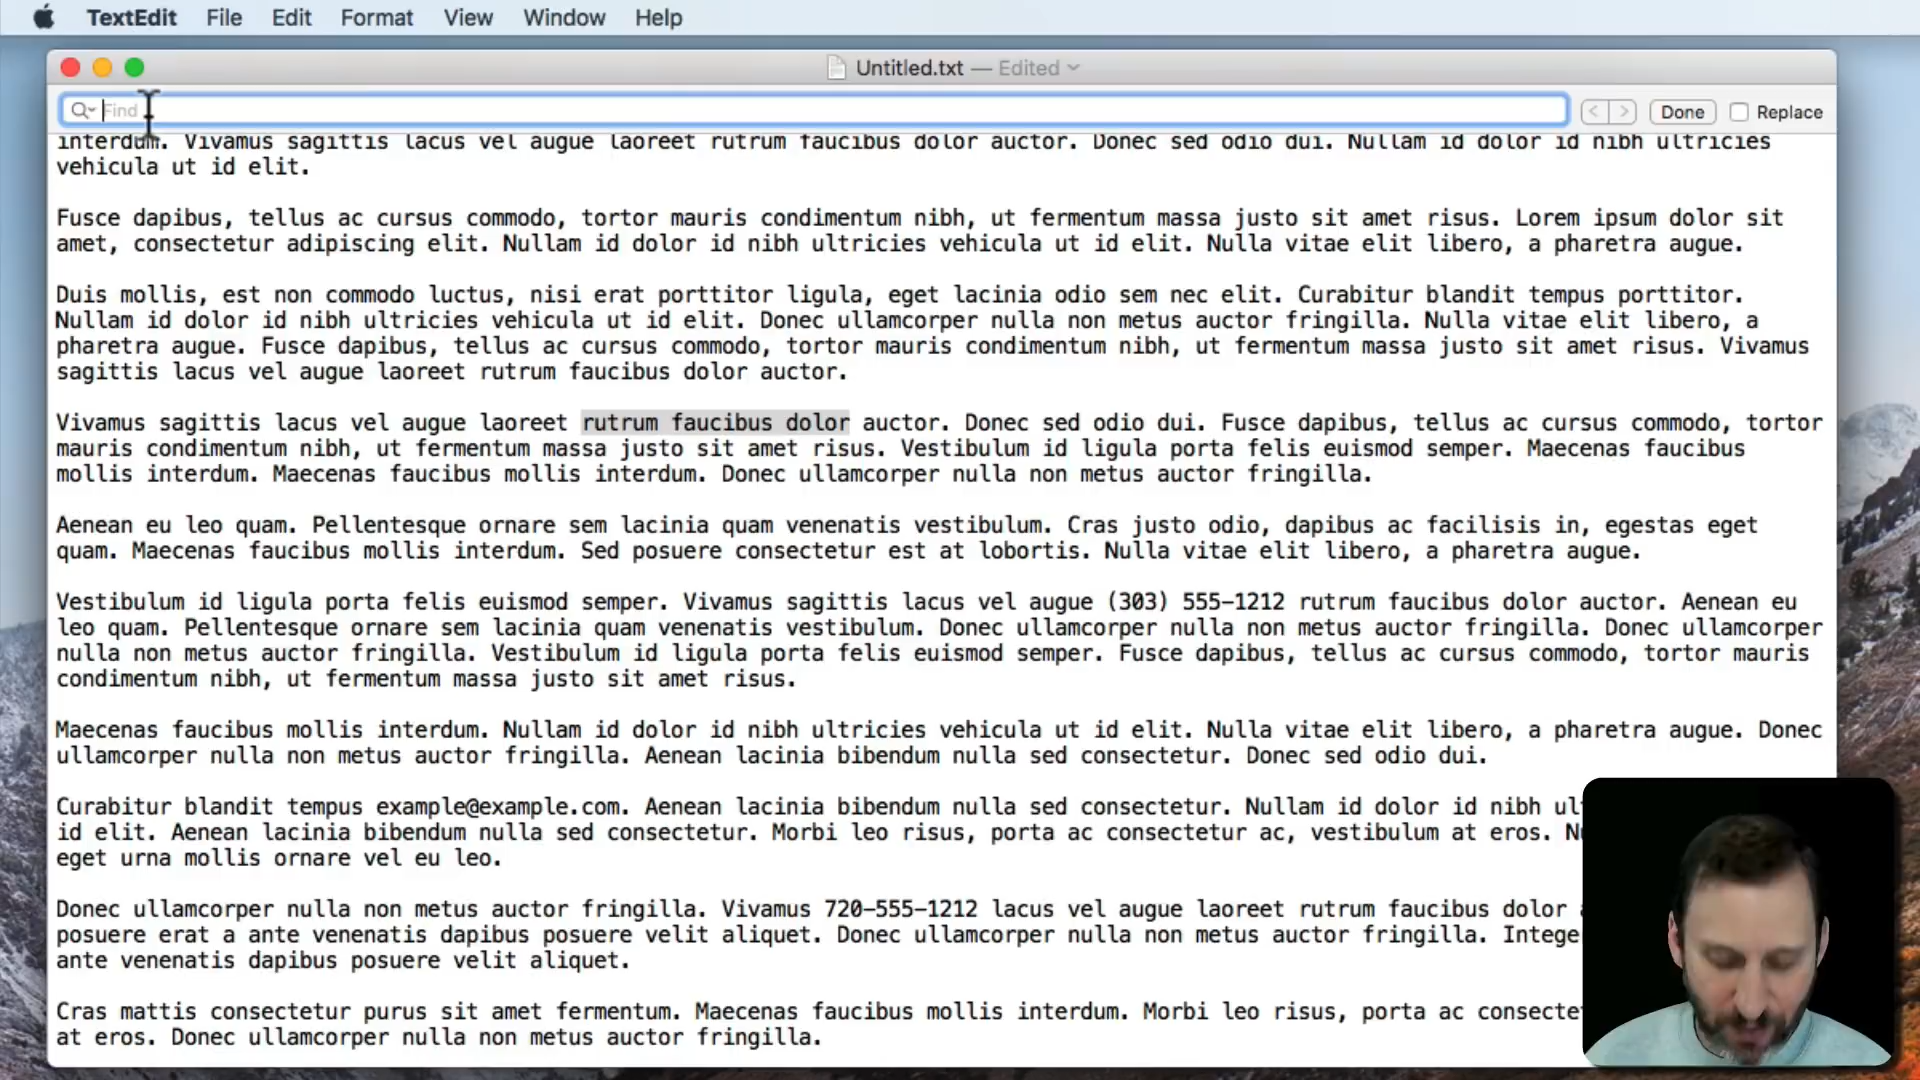 TextEdit File Edit Format View Window Help
Untitled.txt — Edited
Find Done Replace
interdum. Vivamus sagittis lacus vel augue laoreet rutrum faucibus dolor auctor. Donec sed odio dui. Nullam id dolor id nibh ultricies
vehicula ut id elit.
Fusce dapibus, tellus ac cursus commodo, tortor mauris condimentum nibh, ut fermentum massa justo sit amet risus. Lorem ipsum dolor sit
amet, consectetur adipiscing elit. Nullam id dolor id nibh ultricies vehicula ut id elit. Nulla vitae elit libero, a pharetra augue.
Duis mollis, est non commodo luctus, nisi erat porttitor ligula, eget lacinia odio sem nec elit. Curabitur blandit tempus porttitor.
Nullam id dolor id nibh ultricies vehicula ut id elit. Donec ullamcorper nulla non metus auctor fringilla. Nulla vitae elit libero, a
pharetra augue. Fusce dapibus, tellus ac cursus commodo, tortor mauris condimentum nibh, ut fermentum massa justo sit amet risus. Vivamus
sagittis lacus vel augue laoreet rutrum faucibus dolor auctor.
Vivamus sagittis lacus vel augue laoreet rutrum faucibus dolor auctor. Donec sed odio dui. Fusce dapibus, tellus ac cursus commodo, tortor
mauris condimentum nibh, ut fermentum massa justo sit amet risus. Vestibulum id ligula porta felis euismod semper. Maecenas faucibus
mollis interdum. Maecenas faucibus mollis interdum. Donec ullamcorper nulla non metus auctor fringilla.
Aenean eu leo quam. Pellentesque ornare sem lacinia quam venenatis vestibulum. Cras justo odio, dapibus ac facilisis in, egestas eget
quam. Maecenas faucibus mollis interdum. Sed posuere consectetur est at lobortis. Nulla vitae elit libero, a pharetra augue.
Vestibulum id ligula porta felis euismod semper. Vivamus sagittis lacus vel augue (303) 555-1212 rutrum faucibus dolor auctor. Aenean eu
leo quam. Pellentesque ornare sem lacinia quam venenatis vestibulum. Donec ullamcorper nulla non metus auctor fringilla. Donec ullamcorper
nulla non metus auctor fringilla. Vestibulum id ligula porta felis euismod semper. Fusce dapibus, tellus ac cursus commodo, tortor mauris
condimentum nibh, ut fermentum massa justo sit amet risus.
Maecenas faucibus mollis interdum. Nullam id dolor id nibh ultricies vehicula ut id elit. Nulla vitae elit libero, a pharetra augue. Donec
ullamcorper nulla non metus auctor fringilla. Aenean lacinia bibendum nulla sed consectetur. Donec sed odio dui.
Curabitur blandit tempus example@example.com. Aenean lacinia bibendum nulla sed consectetur. Nullam id dolor id nibh
id elit. Aenean lacinia bibendum nulla sed consectetur. Morbi leo risus, porta ac consectetur ac, vestibulum at eros.
eget urna mollis ornare vel eu leo.
Donec ullamcorper nulla non metus auctor fringilla. Vivamus 720-555-1212 lacus vel augue laoreet rutrum faucibus dolor
posuere erat a ante venenatis dapibus posuere velit aliquet. Donec ullamcorper nulla non metus auctor fringilla.
ante venenatis dapibus posuere velit aliquet.
Cras mattis consectetur purus sit amet fermentum. Maecenas faucibus mollis interdum. Morbi leo risus, porta ac
at eros. Donec ullamcorper nulla non metus auctor fringilla.